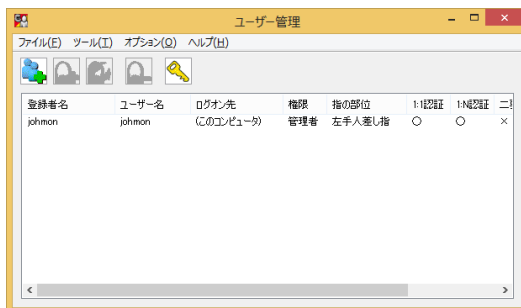 ユーザー管理
ファイル(F) ツール(T) オプション(O) ヘルプ(H)
登録者名 ユーザー名 ログオン先 権限 指の部位 1:1認証 1:N認証
johmon johmon (このコンピュータ) 管理者 左手人差し指 ○ ○ ×